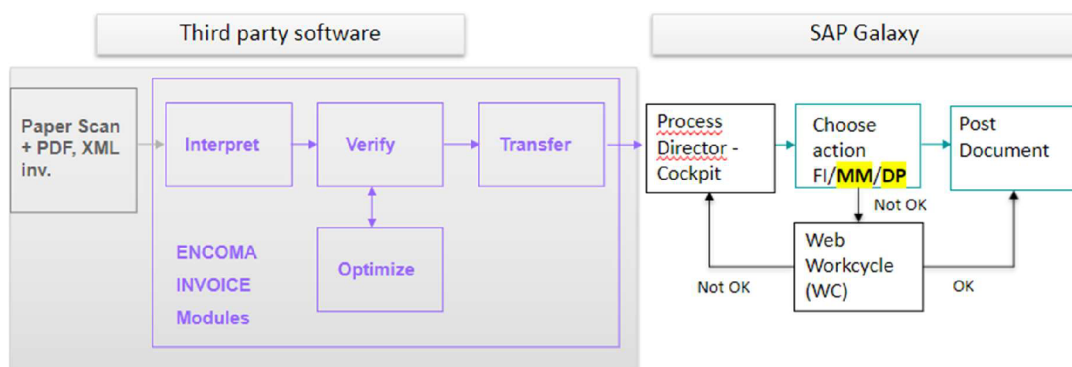 Third party software
SAP Galaxy
Paper Scan
+ PDF, XML
inv.
Interpret
Verify
Transfer
Optimize
ENCOMA
INVOICE
Modules
Process
Director -
Cockpit
Choose
action
FI/MM/DP
Post
Document
Not OK
Web
Workcycle
(WC)
Not OK
OK